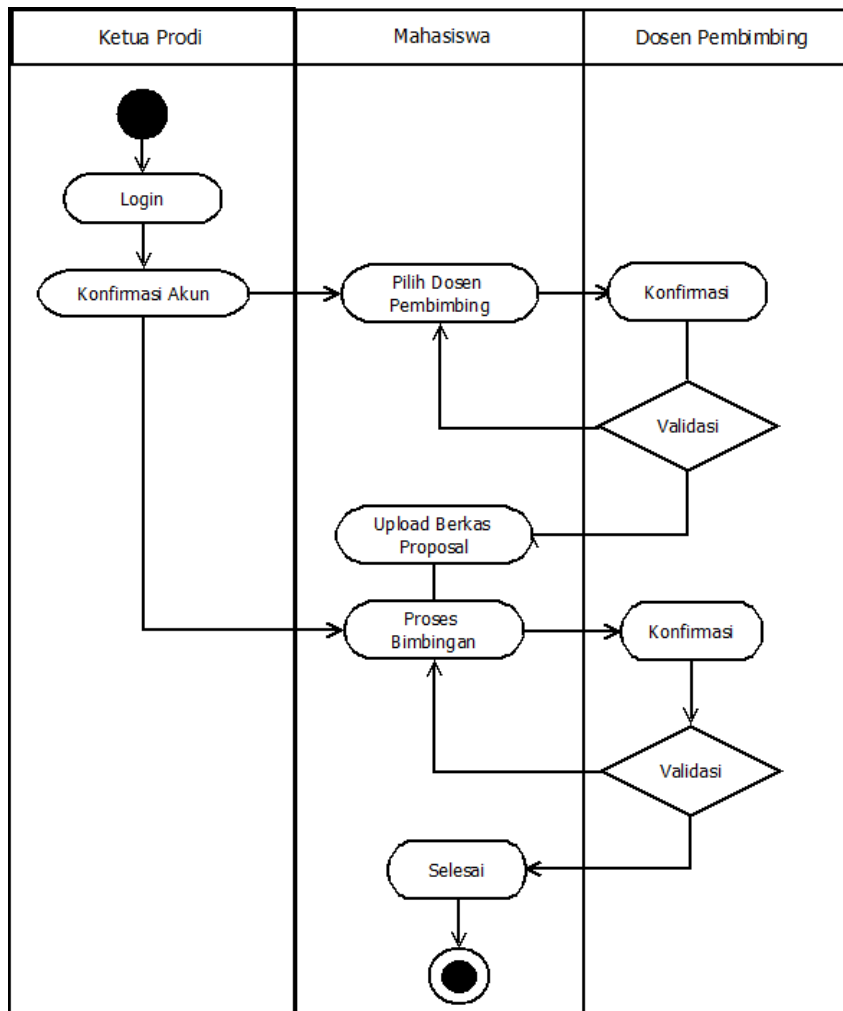 Ketua Prodi
Mahasiswa
Dosen Pembimbing
Login
Konfirmasi Akun
Pilih Dosen
Pembimbing
Konfirmasi
Validasi
Upload Berkas
Proposal
Proses
Bimbingan
Konfirmasi
Validasi
Selesai